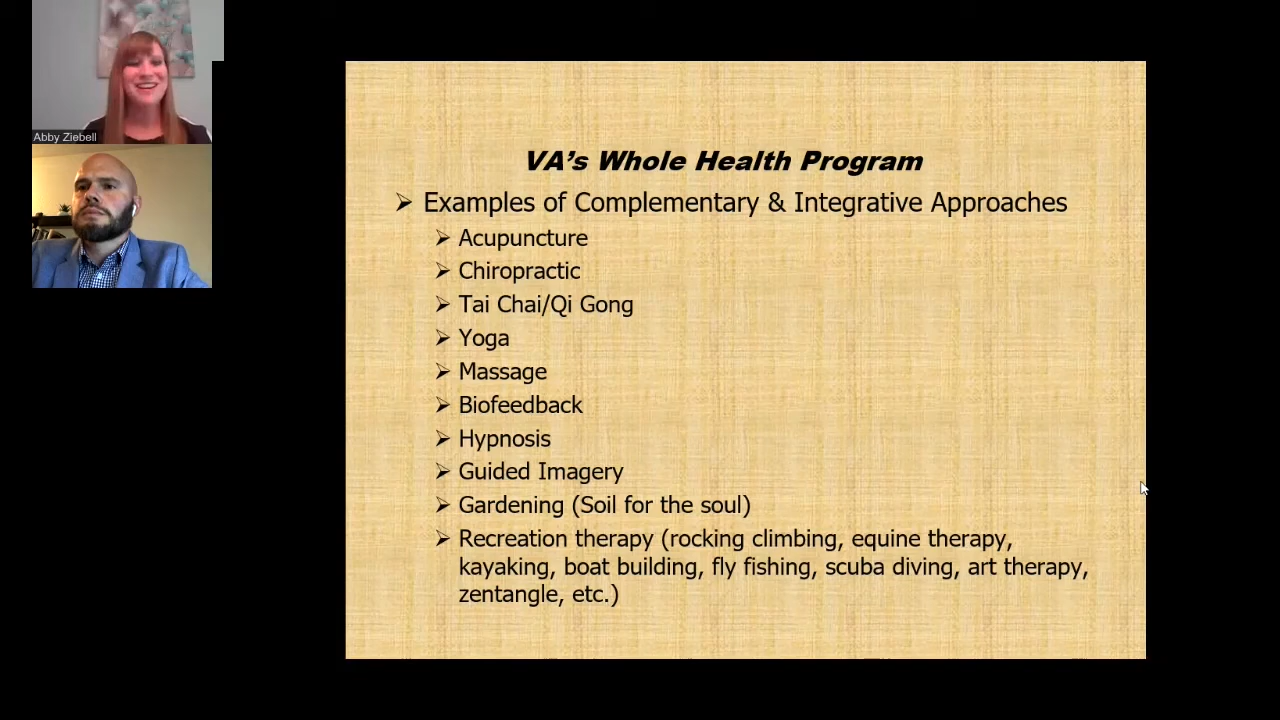 Abby Ziebell
VA's Whole Health Program
➢ Examples of Complementary & Integrative Approaches
➢ Acupuncture
➢ Chiropractic
➢ Tai Chai/Qi Gong
➢ Yoga
➢ Massage
➢ Biofeedback
➢ Hypnosis
➢ Guided Imagery
➢ Gardening (Soil for the soul)
➢ Recreation therapy (rocking climbing, equine therapy,
kayaking, boat building, fly fishing, scuba diving, art therapy,
zentangle, etc.)